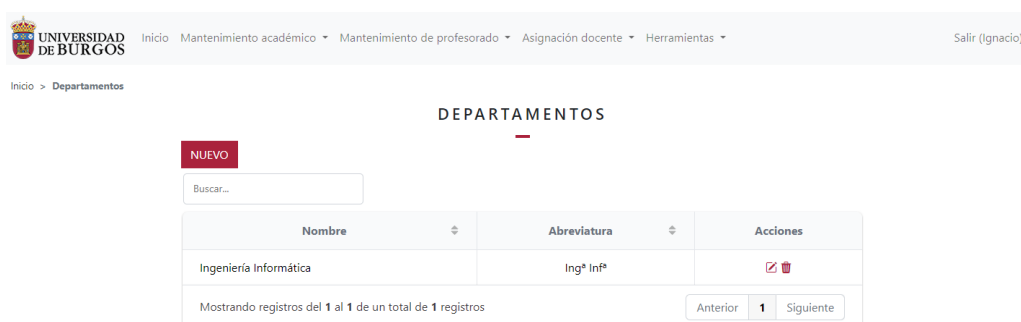 UNIVERSIDAD
DE BURGOS
Inicio Mantenimiento académico Mantenimiento de profesorado Asignación docente Herramientas Salir (Ignacio)
Inicio > Departamentos
DEPARTAMENTOS
NUEVO
Buscar...
Nombre Abreviatura Acciones
Ingeniería Informática Ingª Infª
Mostrando registros del 1 al 1 de un total de 1 registros Anterior 1 Siguiente